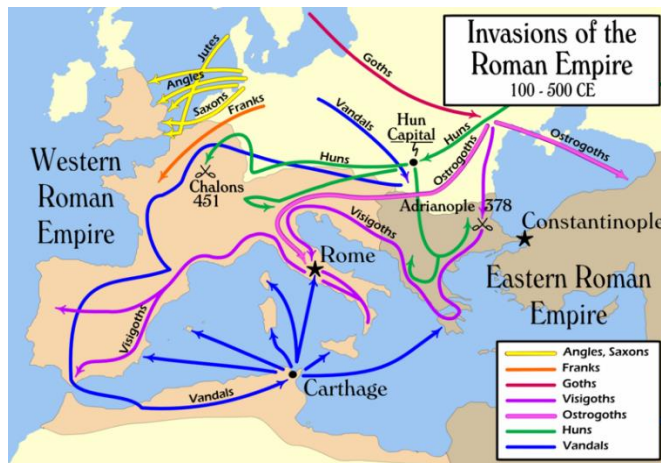 Invasions of the
Roman Empire
100 - 500 CE
Jutes
Angles
Saxons
Franks
Goths
Vandals
Hun
Capital
Huns
Ostrogoths
Ostrogoths
Huns
Chalons
451
Western
Roman
Empire
Adrianople 378
Constantinople
Visigoths
Rome
Eastern Roman
Empire
Visigoths
Carthage
Vandals
Angles, Saxons
Franks
Goths
Visigoths
Ostrogoths
Huns
Vandals